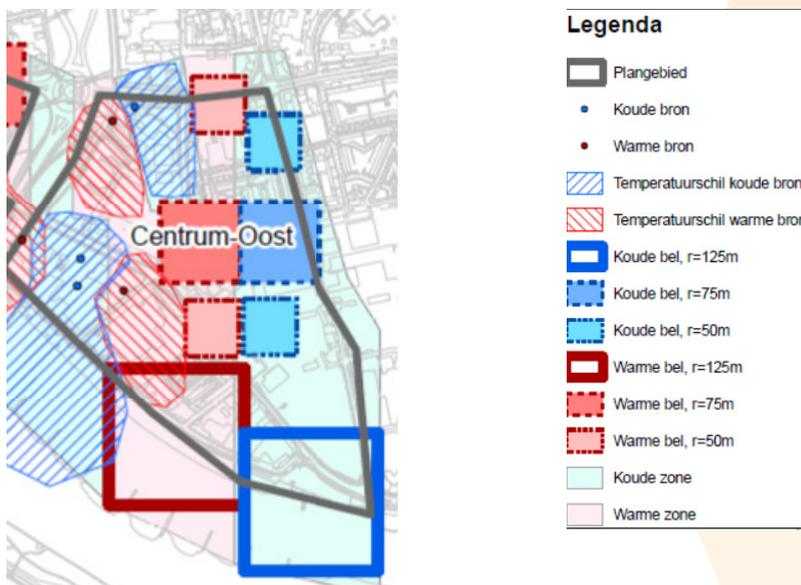 Centrum-Oost
Legenda
Plangebied
Koude bron
Warme bron
Temperatuurschil koude bron
Temperatuurschil warme bron
Koude bel, r=125m
Koude bel, r=75m
Koude bel, r=50m
Warme bel, r=125m
Warme bel, r=75m
Warme bel, r=50m
Koude zone
Warme zone